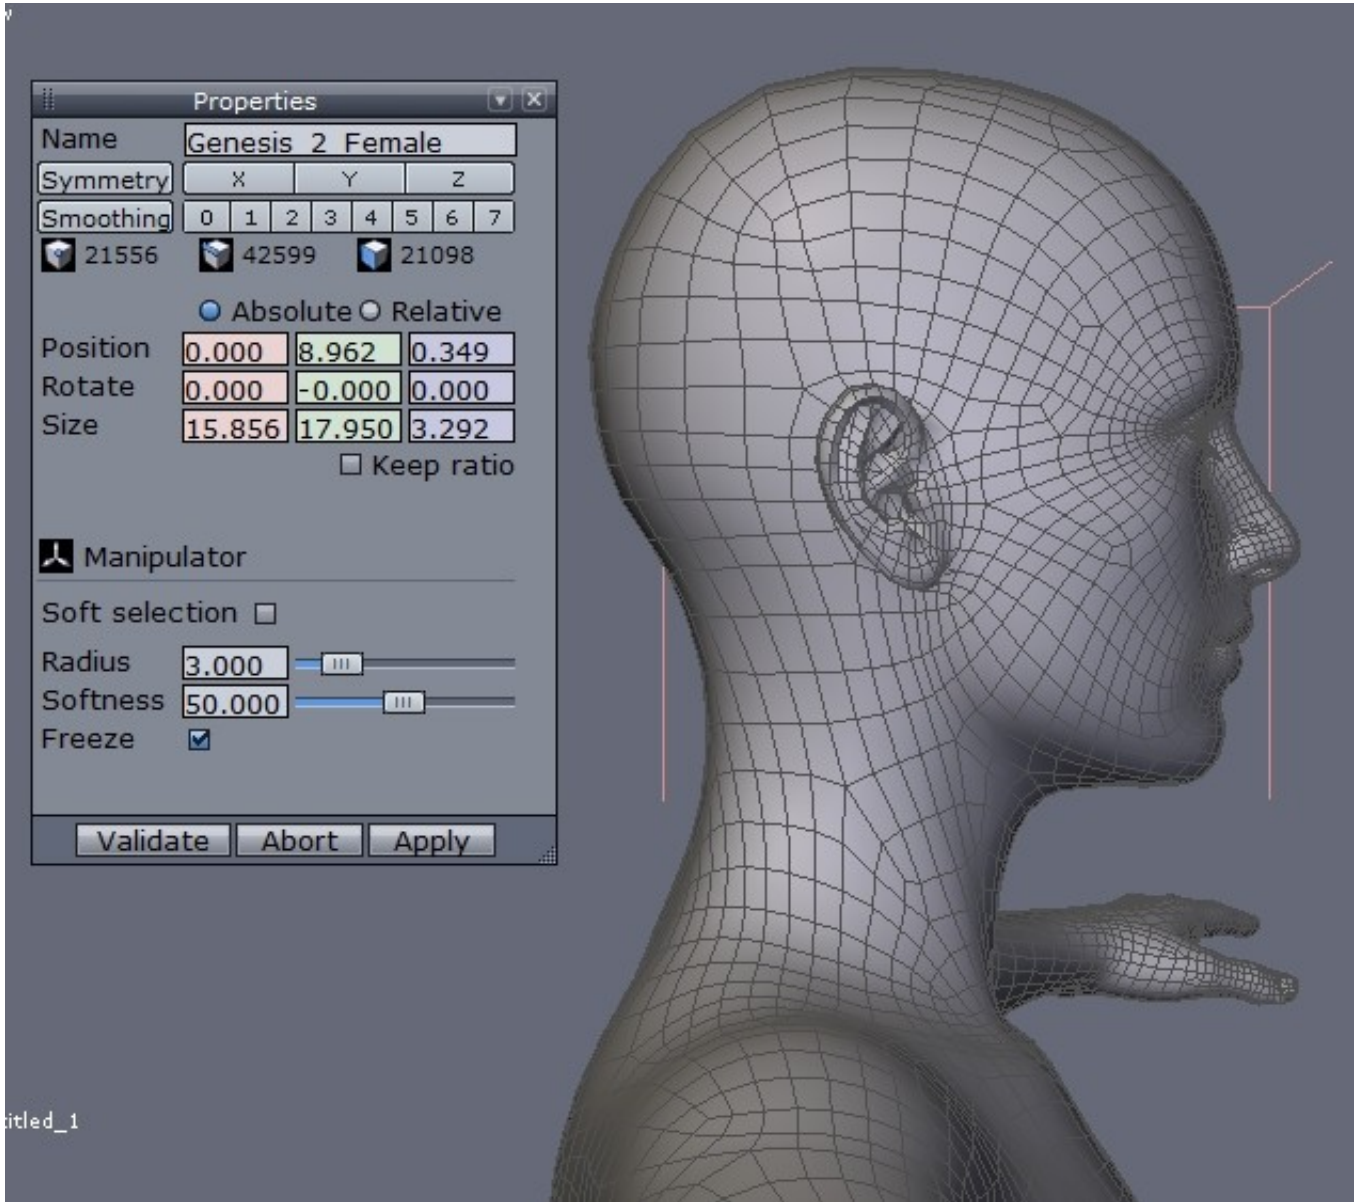 Properties
Name Genesis 2 Female
Symmetry X Y Z
Smoothing 0 1 2 3 4 5 6 7
21556 42599 21098
Absolute Relative
Position 0.000 8.962 0.349
Rotate 0.000 -0.000 0.000
Size 15.856 17.950 3.292
Keep ratio
Manipulator
Soft selection
Radius 3.000
Softness 50.000
Freeze
Validate Abort Apply
itled_1